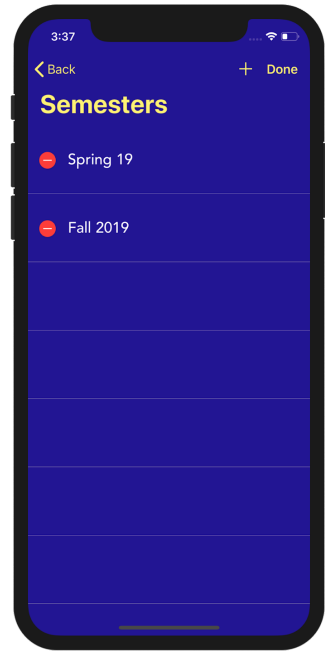 3:37
Back
+ Done
Semesters
Spring 19
Fall 2019